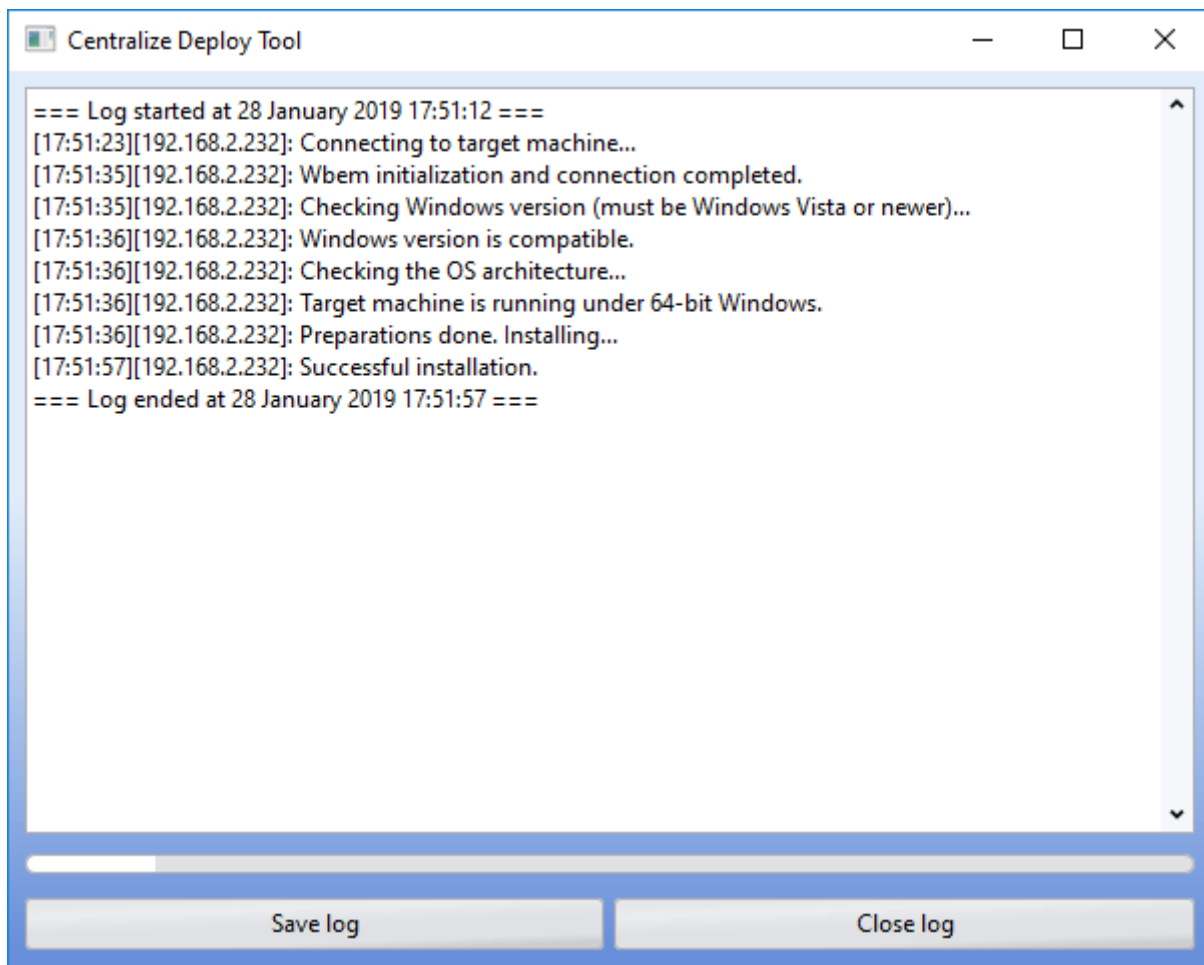 Centralize Deploy Tool
=== Log started at 28 January 2019 17:51:12 ===
[17:51:23][192.168.2.232]: Connecting to target machine...
[17:51:35][192.168.2.232]: Wbem initialization and connection completed.
[17:51:35][192.168.2.232]: Checking Windows version (must be Windows Vista or newer)...
[17:51:36][192.168.2.232]: Windows version is compatible.
[17:51:36][192.168.2.232]: Checking the OS architecture...
[17:51:36][192.168.2.232]: Target machine is running under 64-bit Windows.
[17:51:36][192.168.2.232]: Preparations done. Installing...
[17:51:57][192.168.2.232]: Successful installation.
=== Log ended at 28 January 2019 17:51:57 ===
Save log
Close log